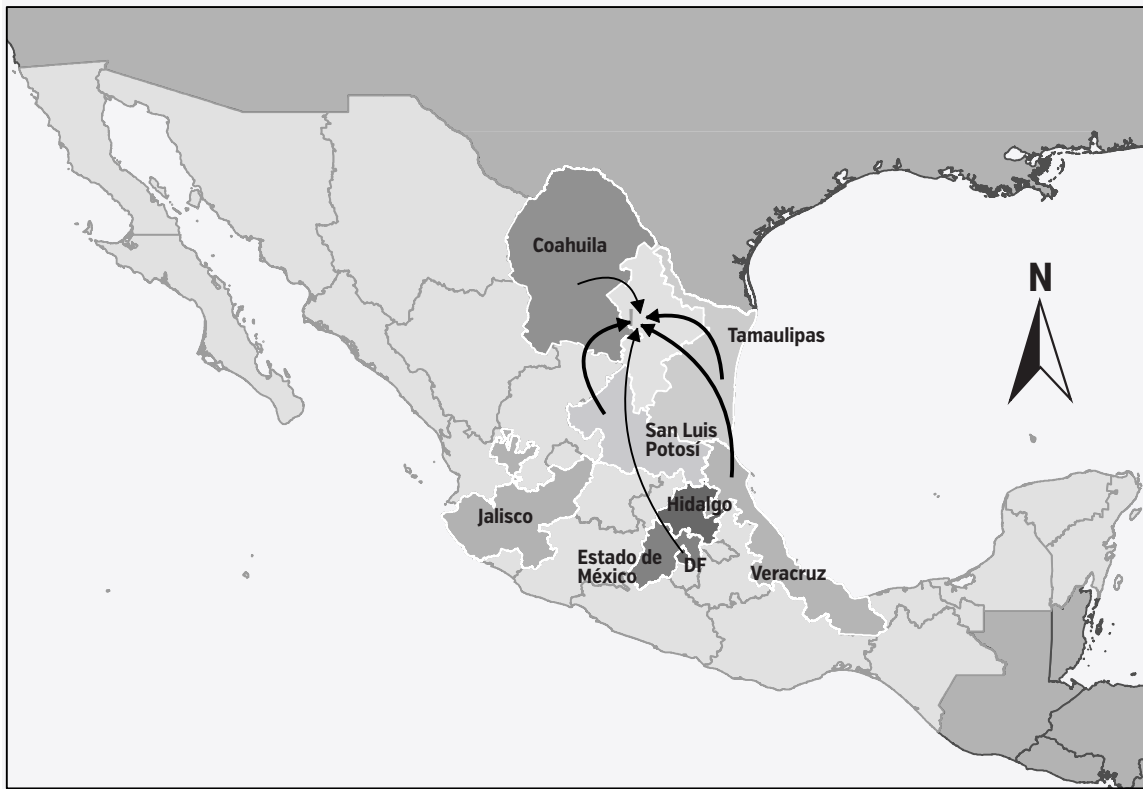 N
Coahuila
Tamaulipas
San Luis
Potosí
Hidalgo
Jalisco
Estado de
México
DF
Veracruz